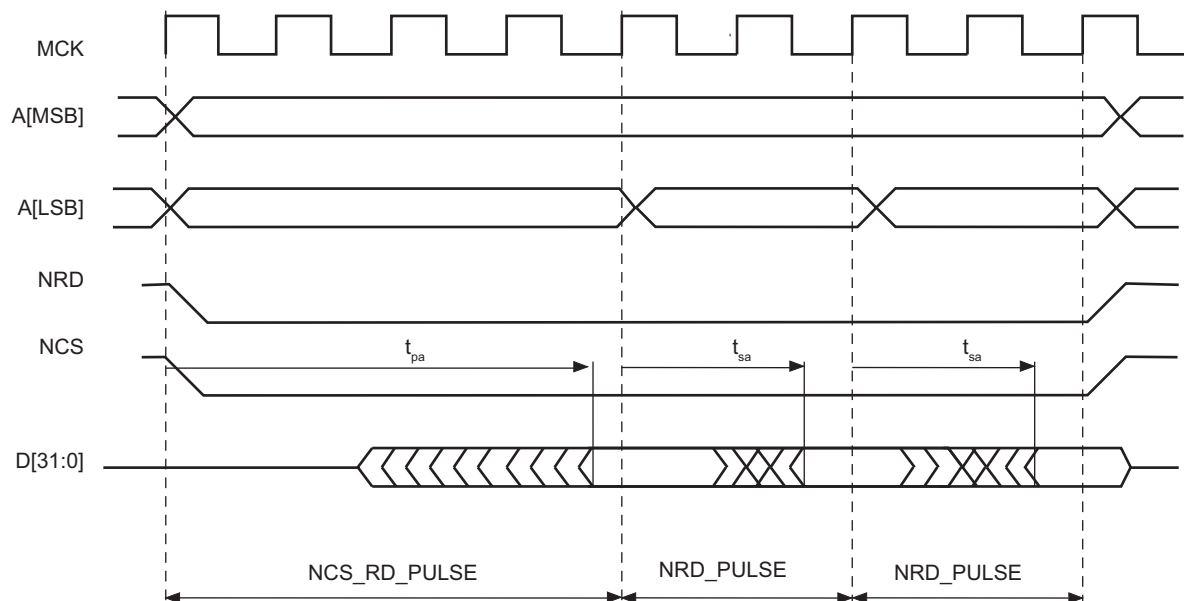 MCK
A[MSB]
A[LSB]
NRD
NCS
t_pa
t_sa
t_sa
D[31:0]
NCS_RD_PULSE
NRD_PULSE
NRD_PULSE